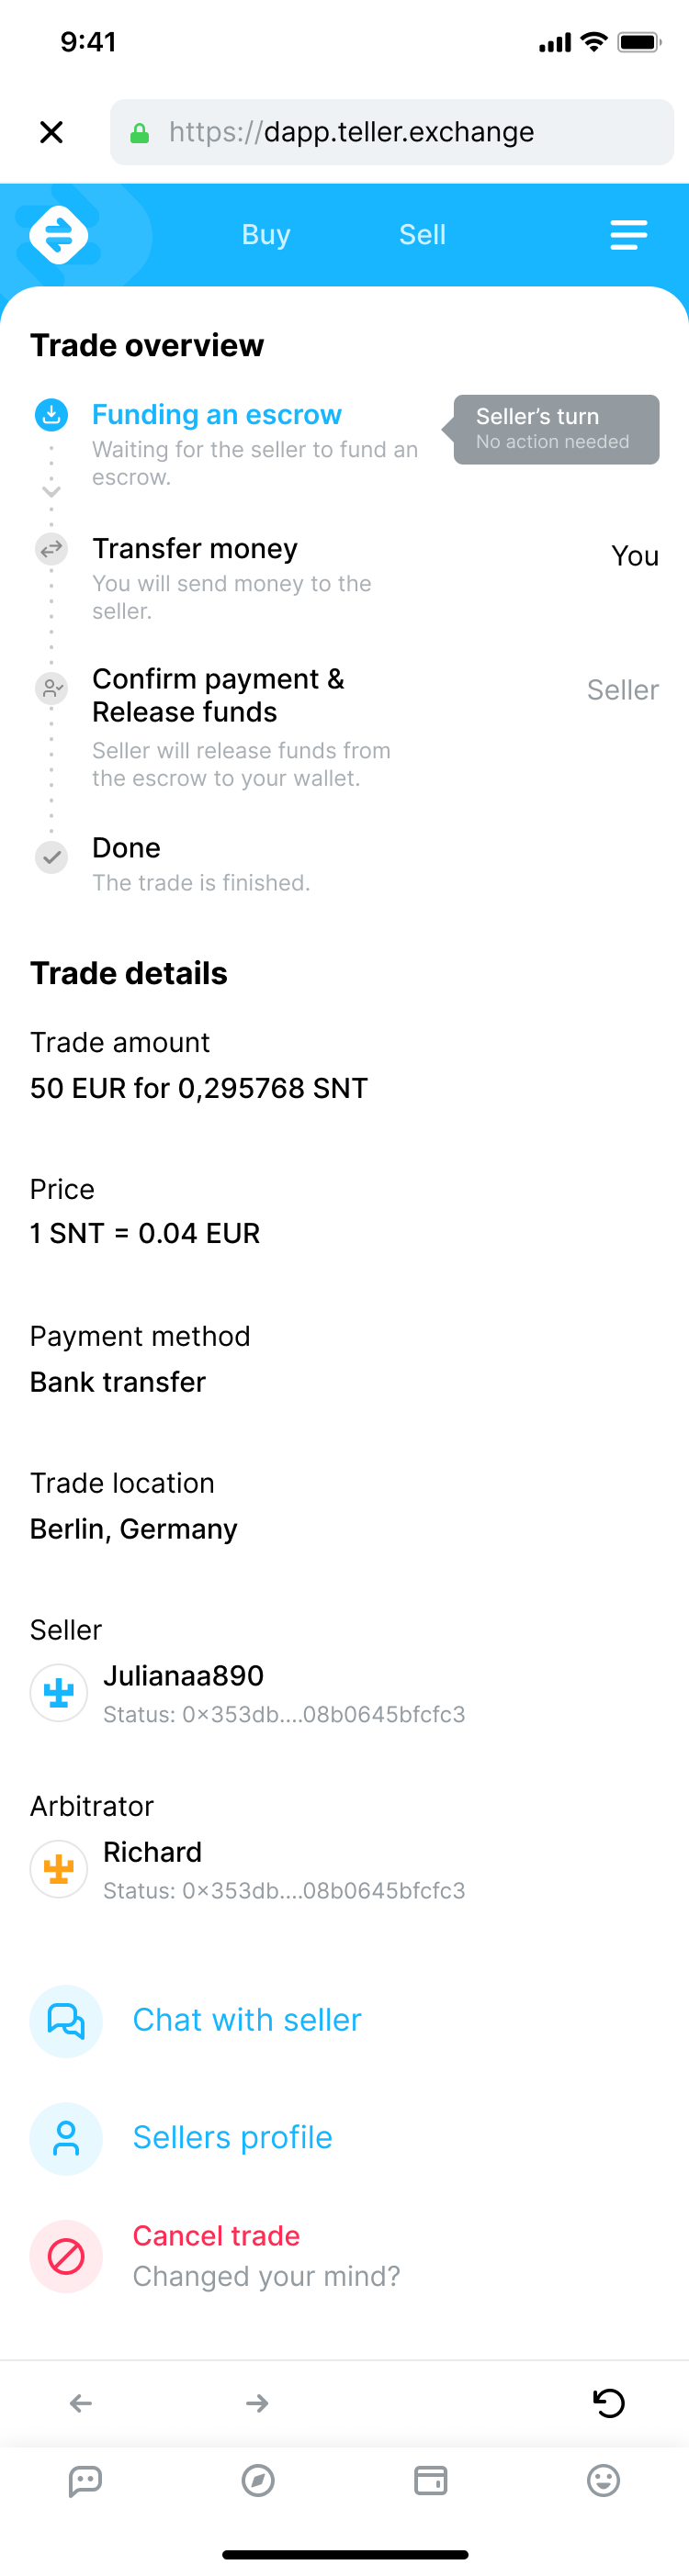 9:41
https://dapp.teller.exchange
Buy
Sell
Trade overview
Funding an escrow
Waiting for the seller to fund an
escrow.
Seller’s turn
No action needed
Transfer money
You will send money to the
seller.
You
Confirm payment &
Release funds
Seller will release funds from
the escrow to your wallet.
Seller
Done
The trade is finished.
Trade details
Trade amount
50 EUR for 0,295768 SNT
Price
1 SNT = 0.04 EUR
Payment method
Bank transfer
Trade location
Berlin, Germany
Seller
Julianaa890
Status: 0×353db....08b0645bfcfc3
Arbitrator
Richard
Status: 0×353db....08b0645bfcfc3
Chat with seller
Sellers profile
Cancel trade
Changed your mind?